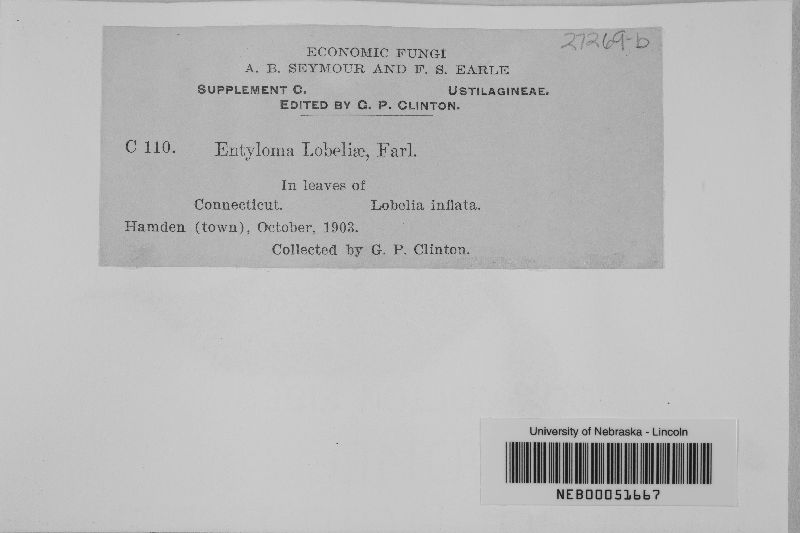 27269-b
ECONOMIC FUNGI
A. B. SEYMOUR AND F. S. EARLE
SUPPLEMENT C. USTILAGINEAE.
EDITED BY G. P. CLINTON.
C 110. Entyloma Lobeliæ, Farl.
In leaves of
Connecticut. Lobelia inflata.
Hamden (town), October, 1903.
Collected by G. P. Clinton.
University of Nebraska - Lincoln
NEB00051667